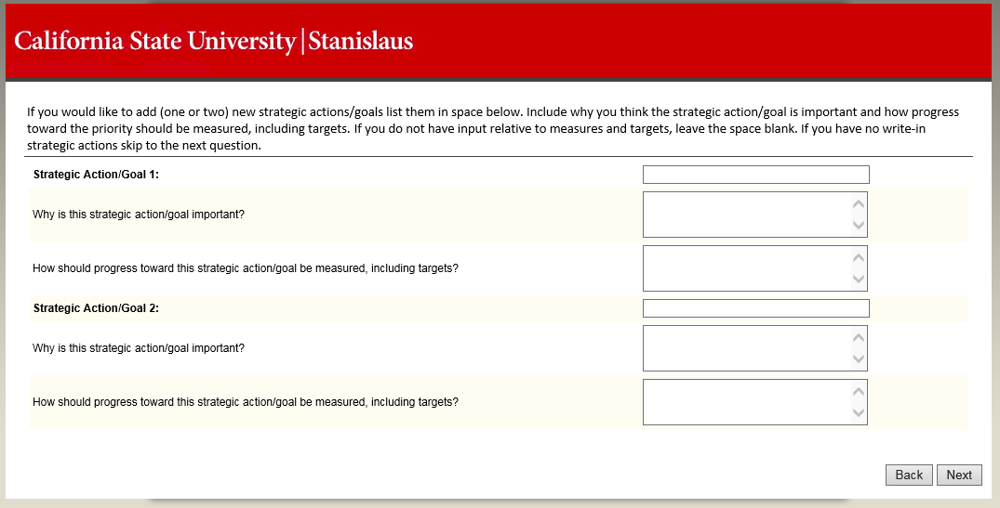 California State University|Stanislaus
If you would like to add (one or two) new strategic actions/goals list them in space below. Include why you think the strategic action/goal is important and how progress
toward the priority should be measured, including targets. If you do not have input relative to measures and targets, leave the space blank. If you have no write-in
strategic actions skip to the next question.
Strategic Action/Goal 1:
Why is this strategic action/goal important?
How should progress toward this strategic action/goal be measured, including targets?
Strategic Action/Goal 2:
Why is this strategic action/goal important?
How should progress toward this strategic action/goal be measured, including targets?
Back Next